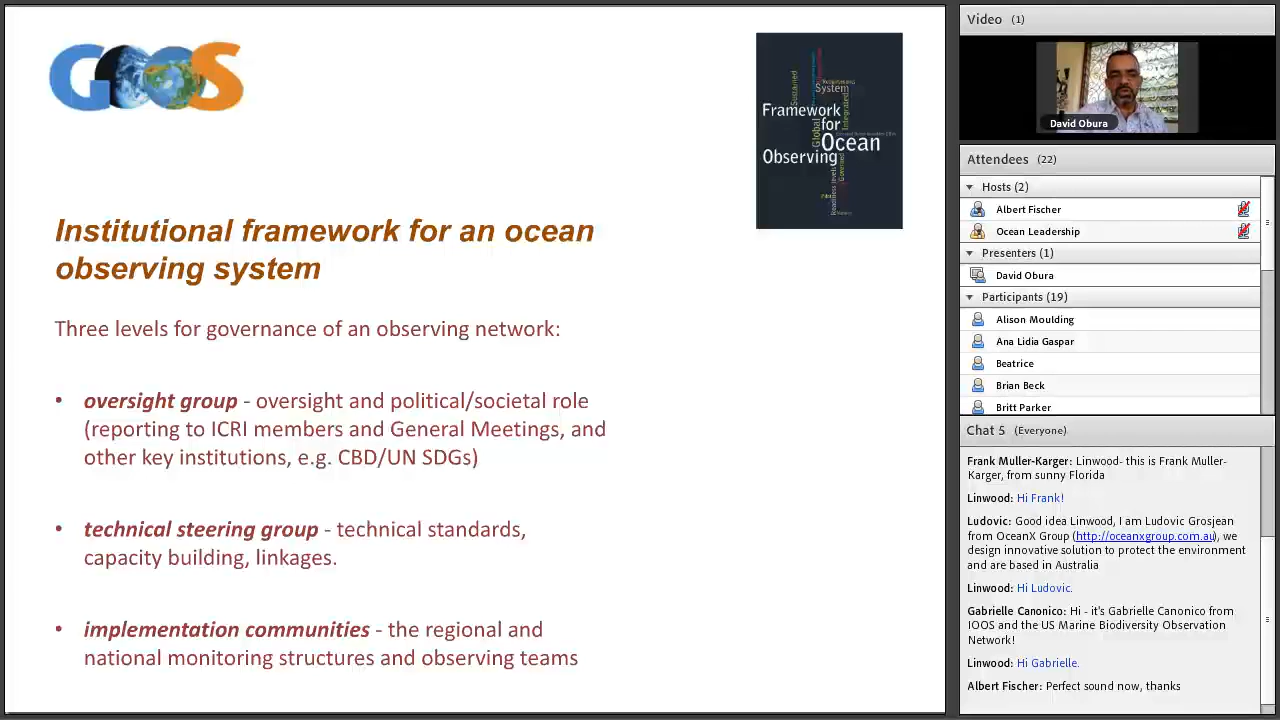 GOOS
Framework
for
Ocean
Observing
System
Global
Integrated
Sustained
Readiness levels
Institutional framework for an ocean
observing system
Three levels for governance of an observing network:
• oversight group - oversight and political/societal role
(reporting to ICRI members and General Meetings, and
other key institutions, e.g. CBD/UN SDGs)
• technical steering group - technical standards,
capacity building, linkages.
• implementation communities - the regional and
national monitoring structures and observing teams
Video (1)
David Obura
Attendees (22)
Hosts (2)
Albert Fischer
Ocean Leadership
Presenters (1)
David Obura
Participants (19)
Alison Moulding
Ana Lidia Gaspar
Beatrice
Brian Beck
Britt Parker
Chat 5 (Everyone)
Frank Muller-Karger: Linwood- this is Frank Muller-
Karger, from sunny Florida
Linwood: Hi Frank!
Ludovic: Good idea Linwood, I am Ludovic Grosjean
from OceanX Group (http://oceanxgroup.com.au), we
design innovative solution to protect the environment
and are based in Australia
Linwood: Hi Ludovic.
Gabrielle Canonico: Hi - it's Gabrielle Canonico from
IOOS and the US Marine Biodiversity Observation
Network!
Linwood: Hi Gabrielle.
Albert Fischer: Perfect sound now, thanks